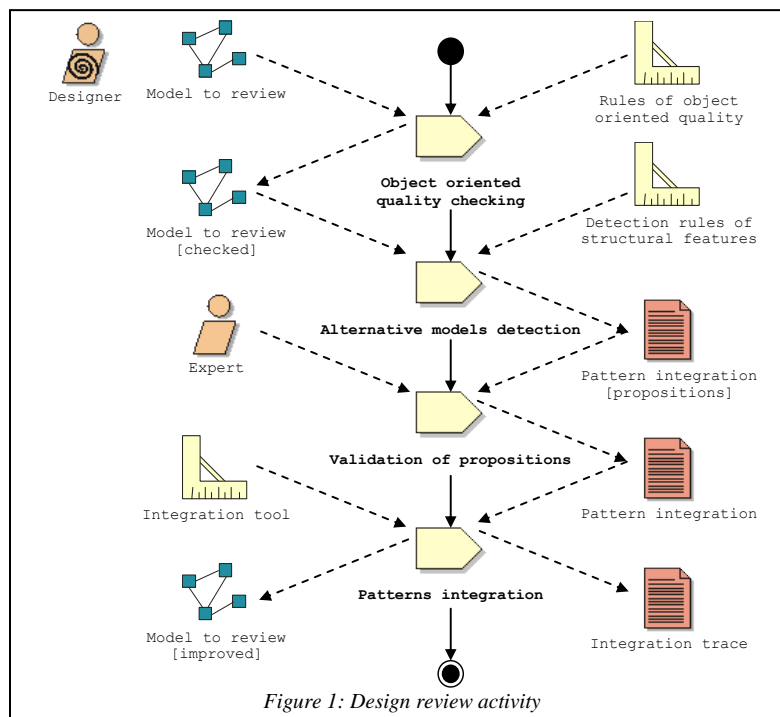 Designer
Model to review
Rules of object
oriented quality
Object oriented
quality checking
Model to review
[checked]
Detection rules of
structural features
Alternative models detection
Expert
Pattern integration
[propositions]
Validation of propositions
Integration tool
Pattern integration
Patterns integration
Model to review
[improved]
Integration trace
Figure 1: Design review activity